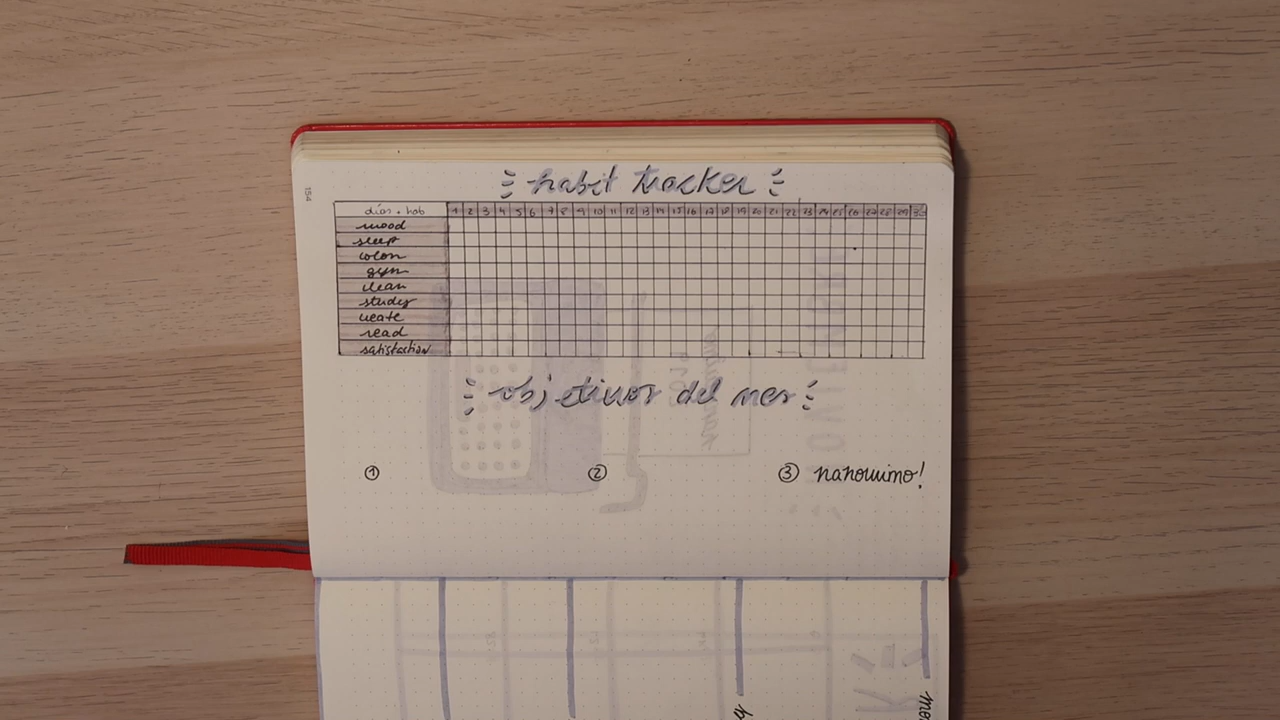 154
habit tracker
días + hab 1 2 3 4 5 6 7 8 9 10 11 12 13 14 15 16 17 18 19 20 21 22 23 24 25 26 27 28 29 30
mood
sleep
colon
gym
clean
study
create
read
satisfaction
objetivos del mes
① ② ③ nanowrimo!